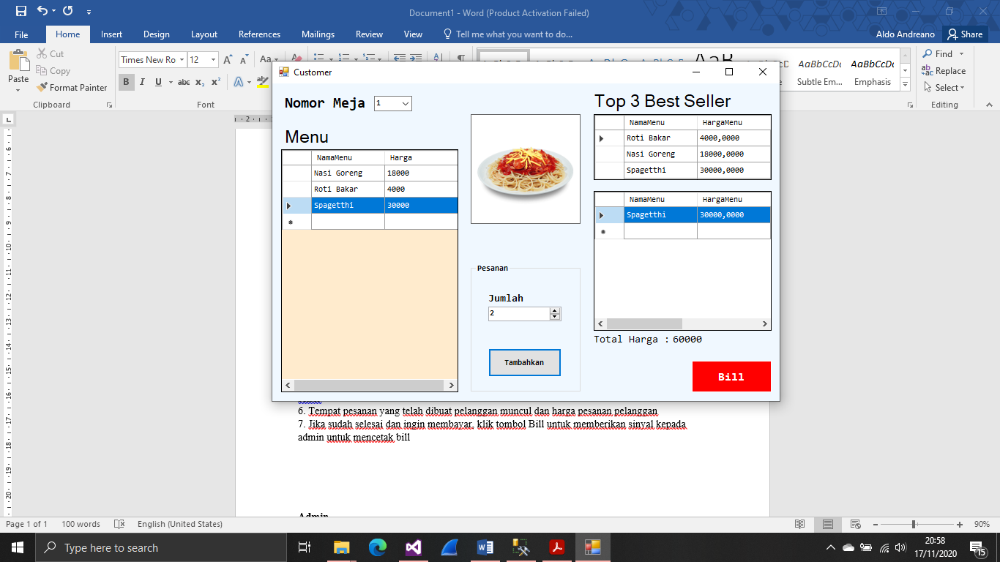 Document1 - Word (Product Activation Failed)
File Home Insert Design Layout References Mailings Review View Tell me what you want to do... Aldo Andreano Share
Paste
Cut
Copy
Format Painter
Clipboard
Times New Ro 12
Font
AaBbCcDc AaBbCcDc
Subtle Em... Emphasis
Find
Replace
Select
Editing
Customer
Nomor Meja 1
Menu
NamaMenu Harga
Nasi Goreng 18000
Roti Bakar 4000
Spagetthi 30000
Pesanan
Jumlah
2
Tambahkan
Top 3 Best Seller
NamaMenu HargaMenu
Roti Bakar 4000,0000
Nasi Goreng 18000,0000
Spagetthi 30000,0000
NamaMenu HargaMenu
Spagetthi 30000,0000
Total Harga : 60000
Bill
6. Tempat pesanan yang telah dibuat pelanggan muncul dan harga pesanan pelanggan
7. Jika sudah selesai dan ingin membayar, klik tombol Bill untuk memberikan sinyal kepada
admin untuk mencetak bill
Admin
Page 1 of 1 100 words English (United States) 90%
Type here to search
20:58
17/11/2020
15